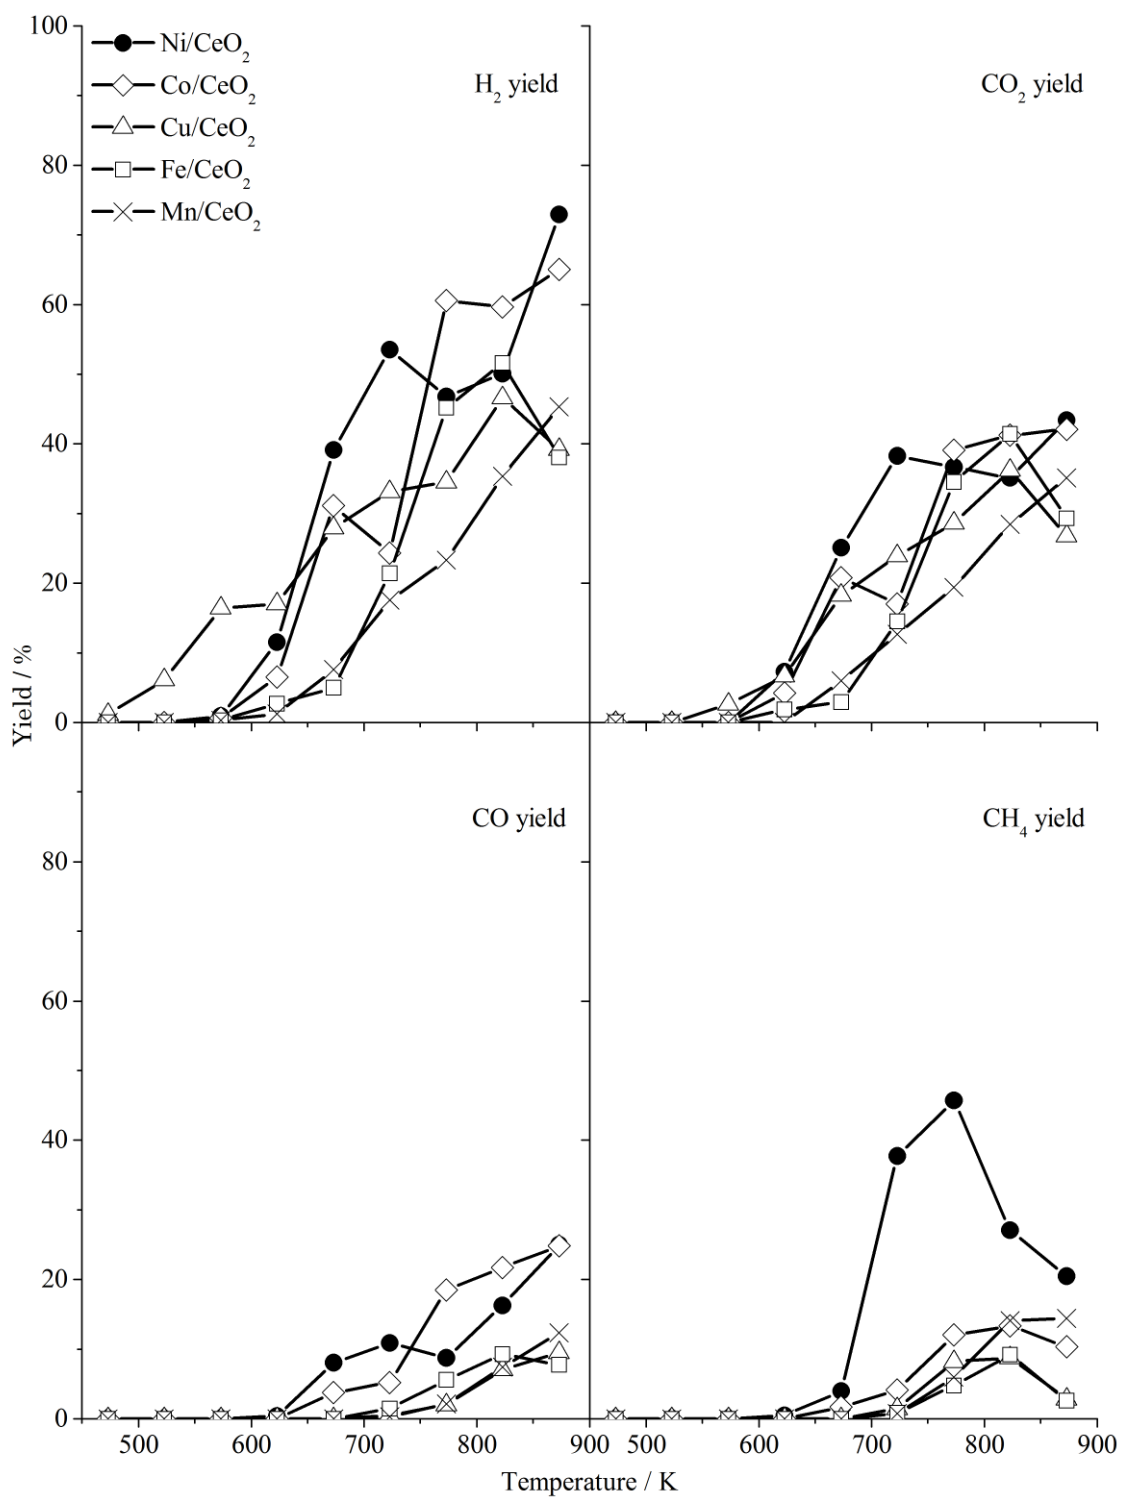 100
Ni/CeO2
Co/CeO2
Cu/CeO2
Fe/CeO2
Mn/CeO2
H2 yield
CO2 yield
80
60
40
20
0
Yield / %
CO yield
CH4 yield
80
60
40
20
0
500 600 700 800 900 500 600 700 800 900
Temperature / K